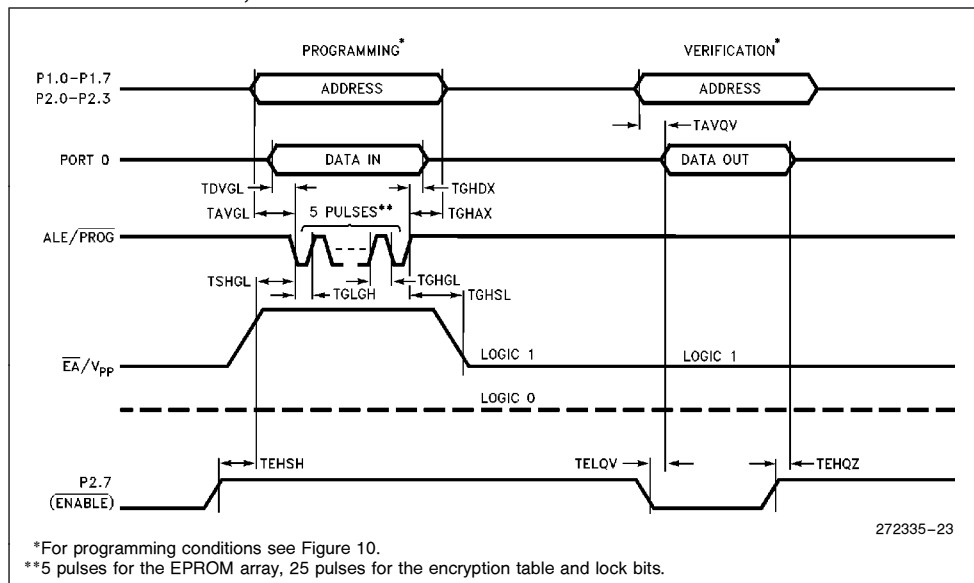 PROGRAMMING*
VERIFICATION*
P1.0–P1.7
P2.0–P2.3
ADDRESS
ADDRESS
TAVQV
PORT 0
DATA IN
DATA OUT
TDVGL
TGHDX
TAVGL
5 PULSES**
TGHAX
ALE/PROG
TSHGL
TGHGL
TGLGH
TGHSL
EA/VPP
LOGIC 1
LOGIC 1
LOGIC 0
TEHSH
TELQV
TEHQZ
P2.7
(ENABLE)
272335–23
*For programming conditions see Figure 10.
**5 pulses for the EPROM array, 25 pulses for the encryption table and lock bits.